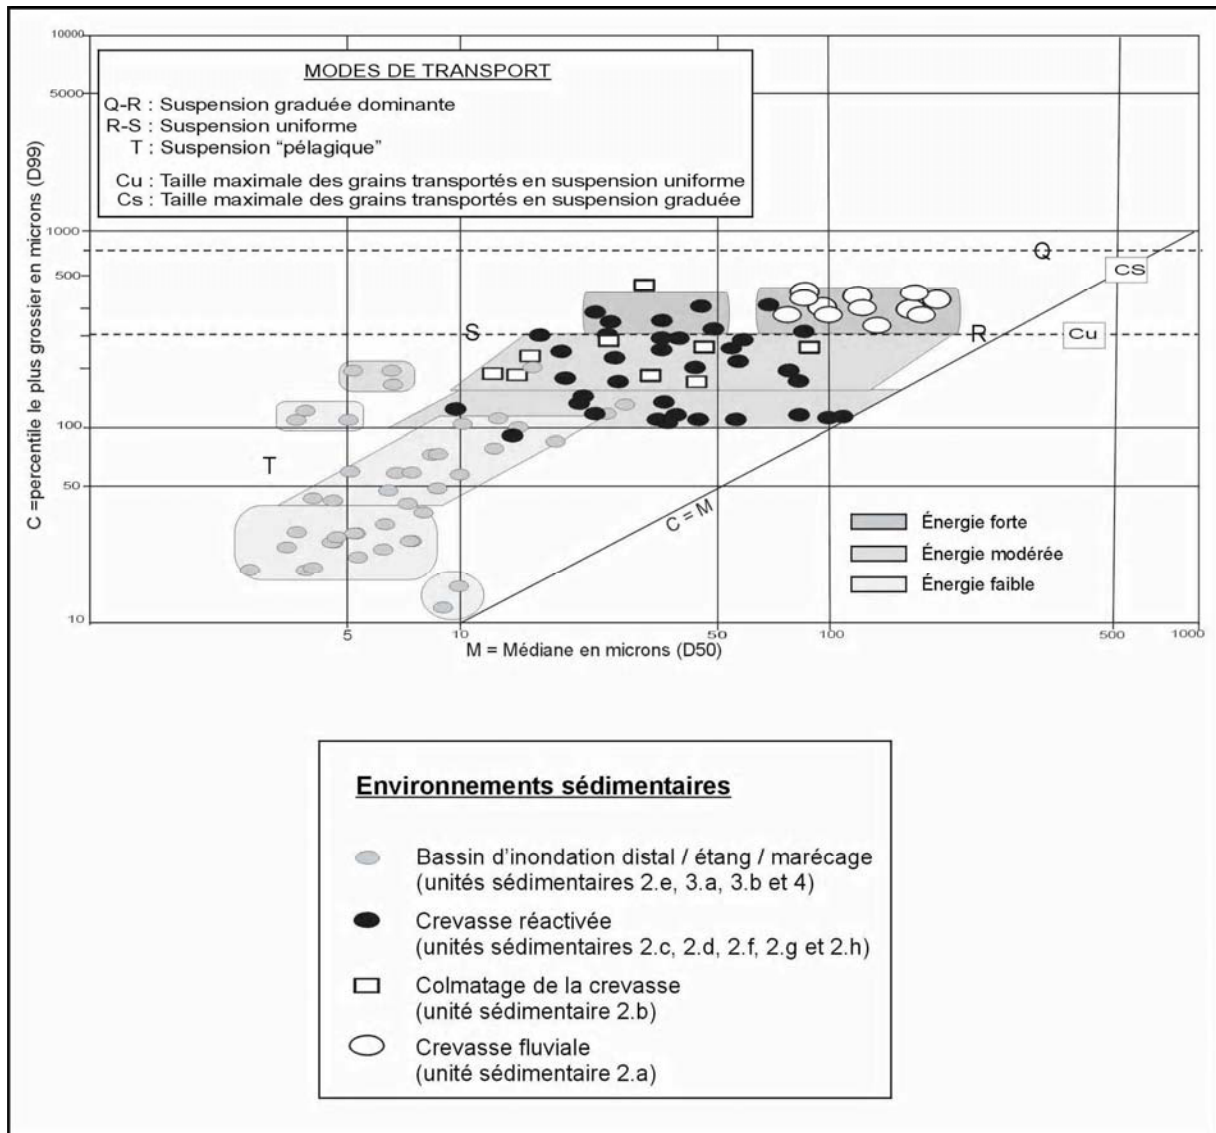 10000
5000
1000
500
100
50
10
C =percentile le plus grossier en microns (D99)
MODES DE TRANSPORT
Q-R : Suspension graduée dominante
R-S : Suspension uniforme
T : Suspension “pélagique”
Cu : Taille maximale des grains transportés en suspension uniforme
Cs : Taille maximale des grains transportés en suspension graduée
Q
CS
S
R
Cu
T
C = M
Énergie forte
Énergie modérée
Énergie faible
5
10
50
100
500
1000
M = Médiane en microns (D50)
Environnements sédimentaires
Bassin d'inondation distal / étang / marécage
(unités sédimentaires 2.e, 3.a, 3.b et 4)
Crevasse réactivée
(unités sédimentaires 2.c, 2.d, 2.f, 2.g et 2.h)
Colmatage de la crevasse
(unité sédimentaire 2.b)
Crevasse fluviale
(unité sédimentaire 2.a)